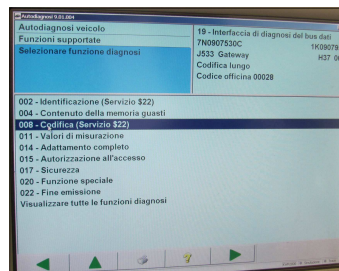 Autodiagnosi 9.01.004
Autodiagnosi veicolo
Funzioni supportate
Selezionare funzione diagnosi
19 - Interfaccia di diagnosi del bus dati
7N0907530C 1K09079
J533 Gateway H37 0
Codifica lungo
Codice officina 00028
002 - Identificazione (Servizio $22)
004 - Contenuto della memoria guasti
008 - Codifica (Servizio $22)
011 - Valori di misurazione
014 - Adattamento completo
015 - Autorizzazione all'accesso
017 - Sicurezza
020 - Funzione speciale
022 - Fine emissione
Visualizzare tutte le funzioni diagnosi